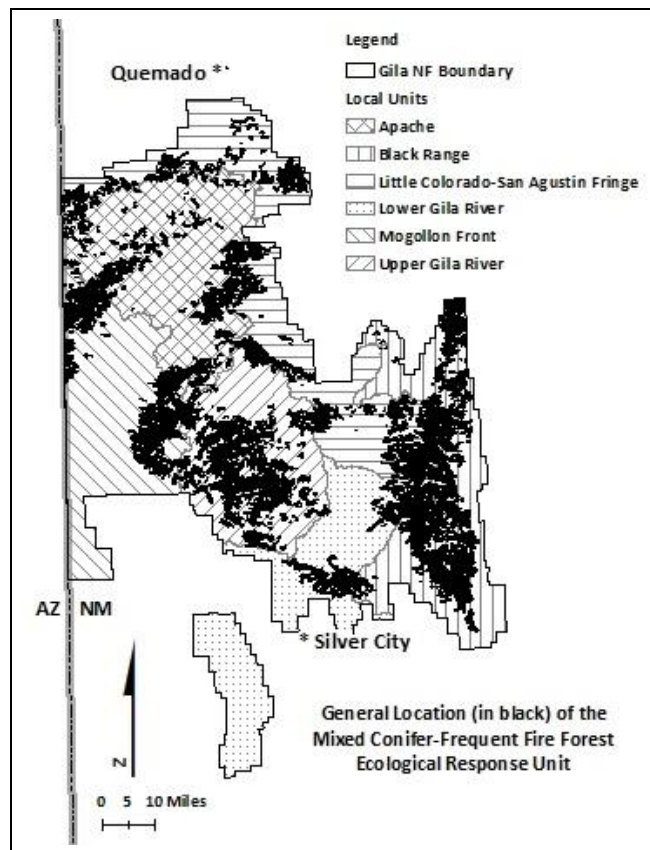 Legend
Quemado *
Gila NF Boundary
Local Units
Apache
Black Range
Little Colorado-San Agustin Fringe
Lower Gila River
Mogollon Front
Upper Gila River
AZ NM
* Silver City
General Location (in black) of the
Mixed Conifer-Frequent Fire Forest
Ecological Response Unit
N
0 5 10 Miles